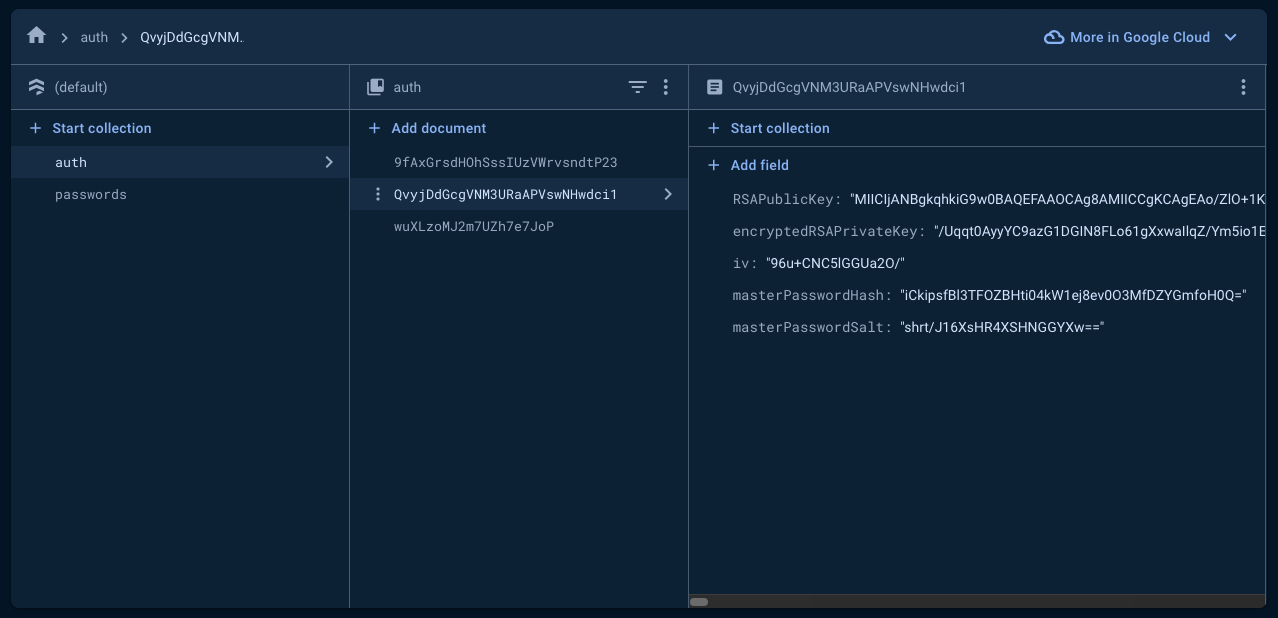 auth
QvyjDdGcgVNM..
More in Google Cloud
(default)
auth
QvyjDdGcgVNM3URaAPVswNHwdci1
Start collection
Add document
Start collection
auth
passwords
9fAxGrsdHOhSssIUzVWrvsndtP23
QvyjDdGcgVNM3URaAPVswNHwdci1
wuXLzoMJ2m7UZh7e7JoP
Add field
RSAPublicKey: "MIICIjANBgkqhkiG9w0BAQEFAAOCAg8AMIICCgKCAgEAo/ZlO+1K
encryptedRSAPrivateKey: "/Uqqt0AyyYC9azG1DGIN8FLo61gXxwaIlqZ/Ym5io1E
iv: "96u+CNC5lGGUa2O/"
masterPasswordHash: "iCkipsfBl3TFOZBHti04kW1ej8ev0O3MfDZYGmfoH0Q="
masterPasswordSalt: "shrt/J16XsHR4XSHNGGYXw=="